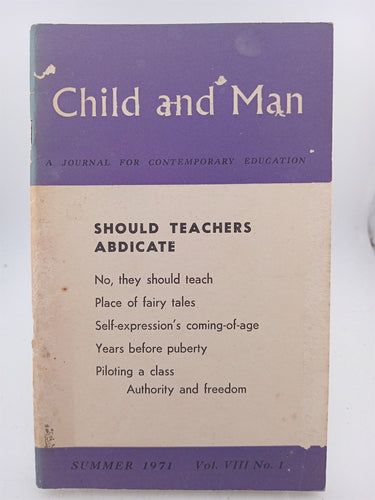 Child and Man
A JOURNAL FOR CONTEMPORARY EDUCATION
SHOULD TEACHERS
ABDICATE
No, they should teach
Place of fairy tales
Self-expression's coming-of-age
Years before puberty
Piloting a class
Authority and freedom
SUMMER 1971 Vol. VIII No. 1